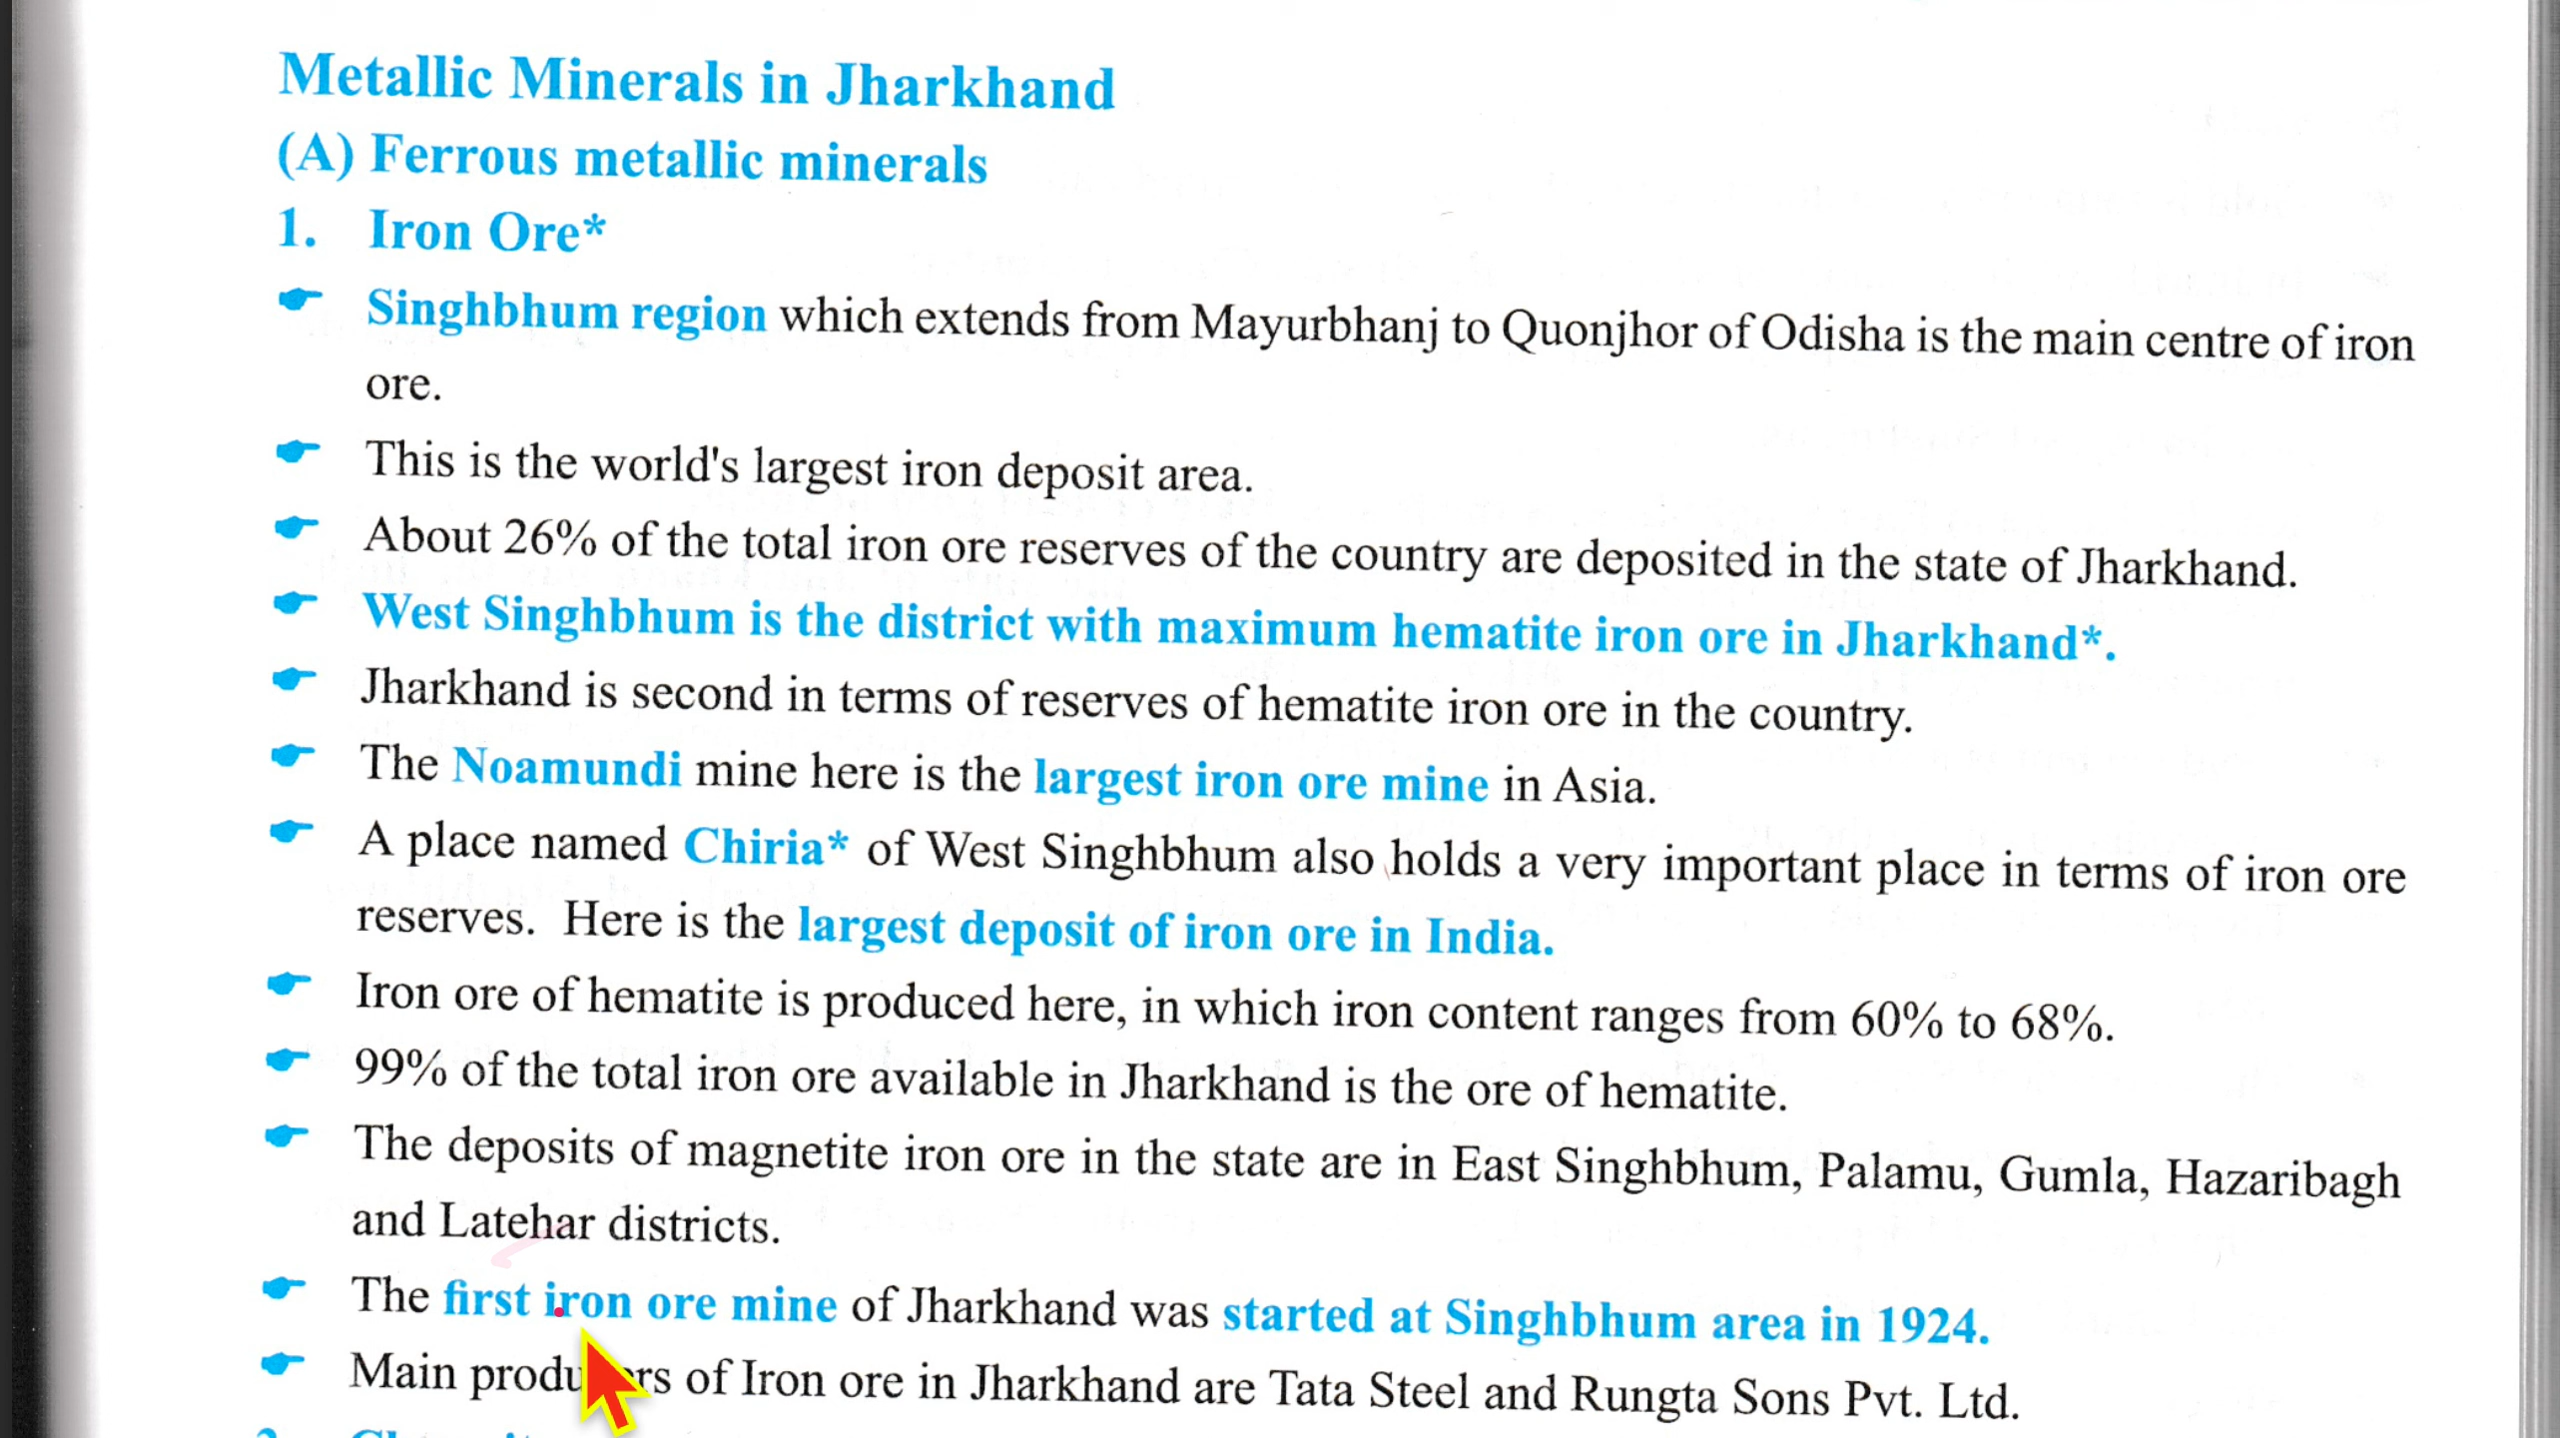 Metallic Minerals in Jharkhand
(A) Ferrous metallic minerals
1. Iron Ore*
Singhbhum region which extends from Mayurbhanj to Quonjhor of Odisha is the main centre of iron
ore.
This is the world's largest iron deposit area.
About 26% of the total iron ore reserves of the country are deposited in the state of Jharkhand.
West Singhbhum is the district with maximum hematite iron ore in Jharkhand*.
Jharkhand is second in terms of reserves of hematite iron ore in the country.
The Noamundi mine here is the largest iron ore mine in Asia.
A place named Chiria* of West Singhbhum also holds a very important place in terms of iron ore
reserves. Here is the largest deposit of iron ore in India.
Iron ore of hematite is produced here, in which iron content ranges from 60% to 68%.
99% of the total iron ore available in Jharkhand is the ore of hematite.
The deposits of magnetite iron ore in the state are in East Singhbhum, Palamu, Gumla, Hazaribagh
and Latehar districts.
The first iron ore mine of Jharkhand was started at Singhbhum area in 1924.
Main producers of Iron ore in Jharkhand are Tata Steel and Rungta Sons Pvt. Ltd.